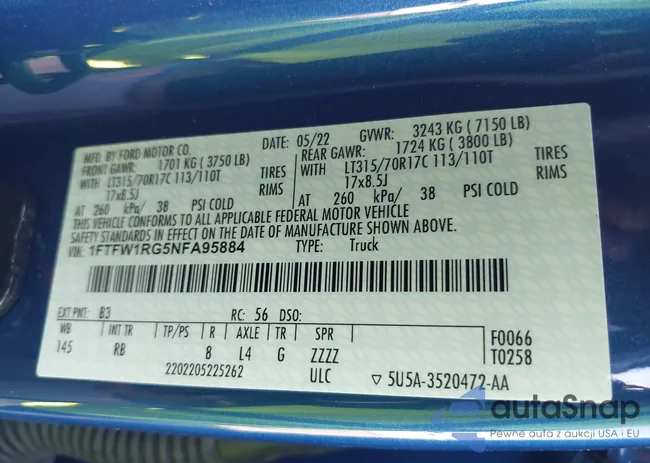 MFD. BY FORD MOTOR CO. 05/22 GVWR: 3243 KG ( 7150 LB)
FRONT GAWR: 1701 KG ( 3750 LB) REAR GAWR: 1724 KG ( 3800 LB)
WITH LT315/70R17C 113/110T TIRES WITH LT315/70R17C 113/110T TIRES
17x8.5J RIMS 17x8.5J RIMS
AT 260 kPa/ 38 PSI COLD AT 260 kPa/ 38 PSI COLD
THIS VEHICLE CONFORMS TO ALL APPLICABLE FEDERAL MOTOR VEHICLE
SAFETY STANDARDS IN EFFECT ON THE DATE OF MANUFACTURE SHOWN ABOVE.
VIN: 1FTFW1RG5NFA95884 TYPE: Truck
EXT PNT: B3 RC: 56 DSO:
WB INT TR TP/PS R AXLE TR SPR F0066
145 RB 8 L4 G ZZZZ T0258
2202205225262 ULC ▽ 5U5A-3520472-AA
autaSnap
Pewne auta z aukcji USA i EU